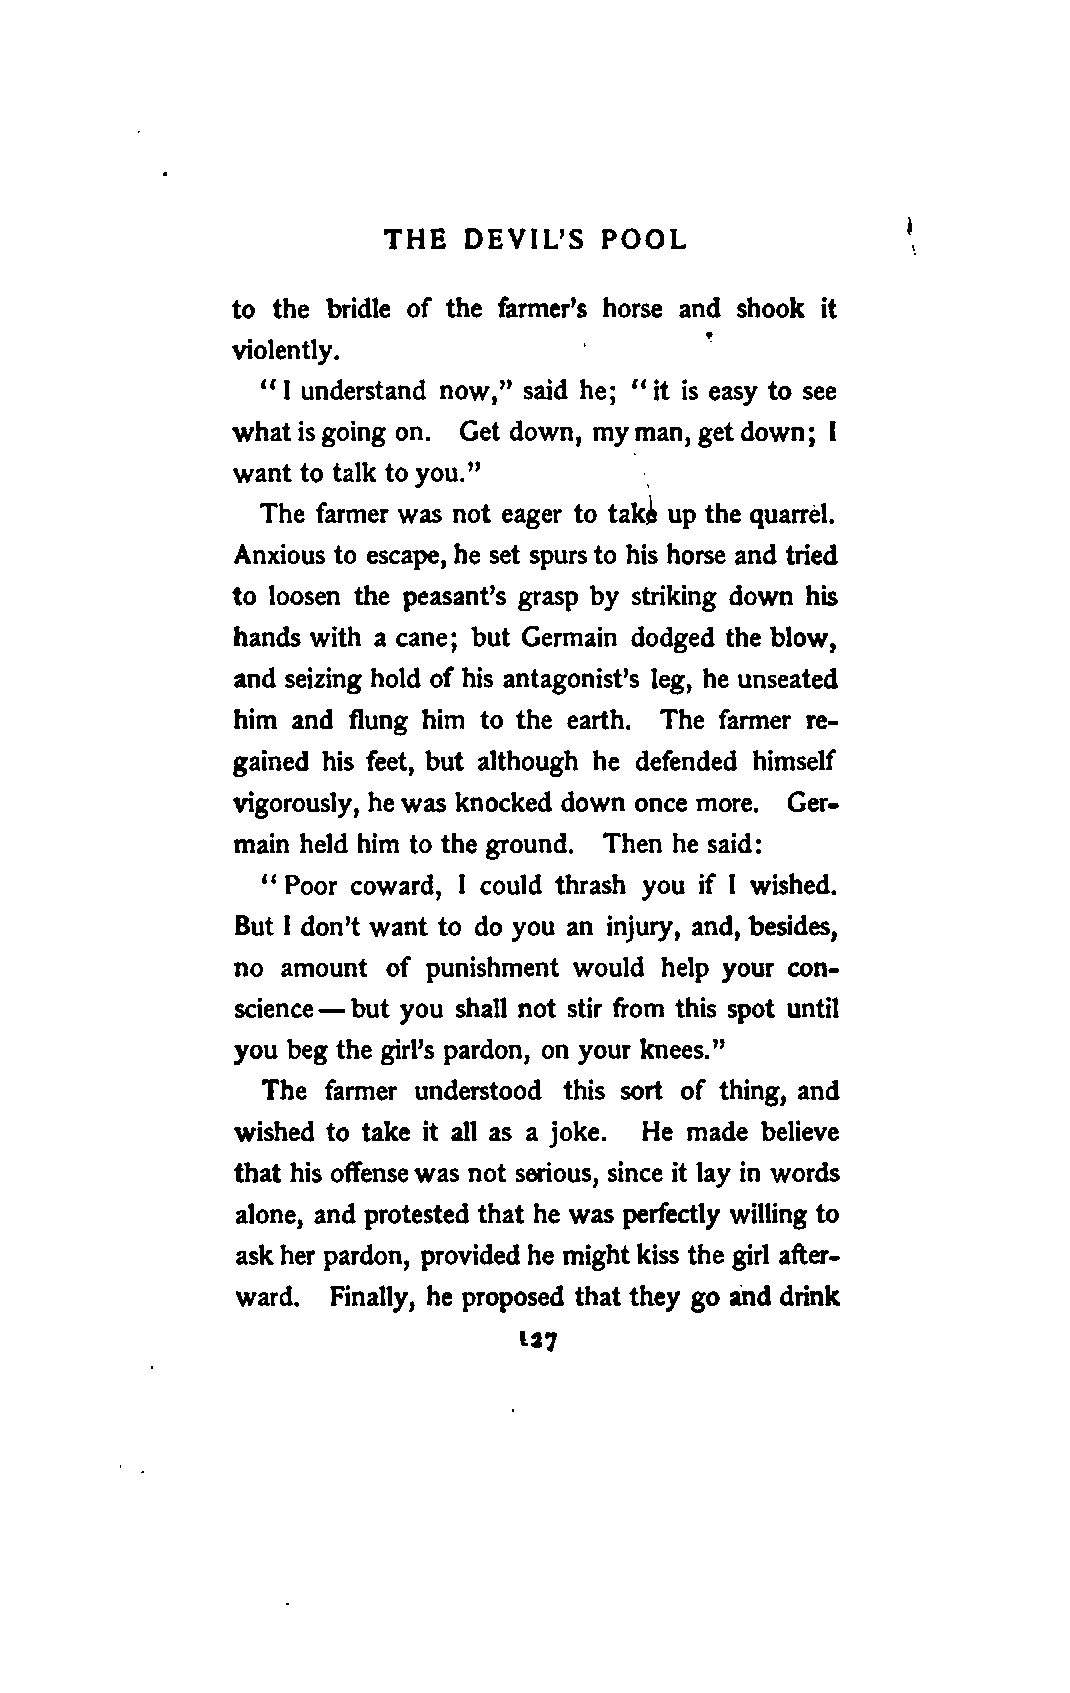 THE DEVIL'S POOL
to the bridle of the farmer's horse and shook it
violently.
"I understand now," said he; "it is easy to see
what is going on. Get down, my man, get down; I
want to talk to you."
The farmer was not eager to take up the quarrel.
Anxious to escape, he set spurs to his horse and tried
to loosen the peasant's grasp by striking down his
hands with a cane; but Germain dodged the blow,
and seizing hold of his antagonist's leg, he unseated
him and flung him to the earth. The farmer re-
gained his feet, but although he defended himself
vigorously, he was knocked down once more. Ger-
main held him to the ground. Then he said:
"Poor coward, I could thrash you if I wished.
But I don't want to do you an injury, and, besides,
no amount of punishment would help your con-
science—but you shall not stir from this spot until
you beg the girl's pardon, on your knees."
The farmer understood this sort of thing, and
wished to take it all as a joke. He made believe
that his offense was not serious, since it lay in words
alone, and protested that he was perfectly willing to
ask her pardon, provided he might kiss the girl after-
ward. Finally, he proposed that they go and drink
127